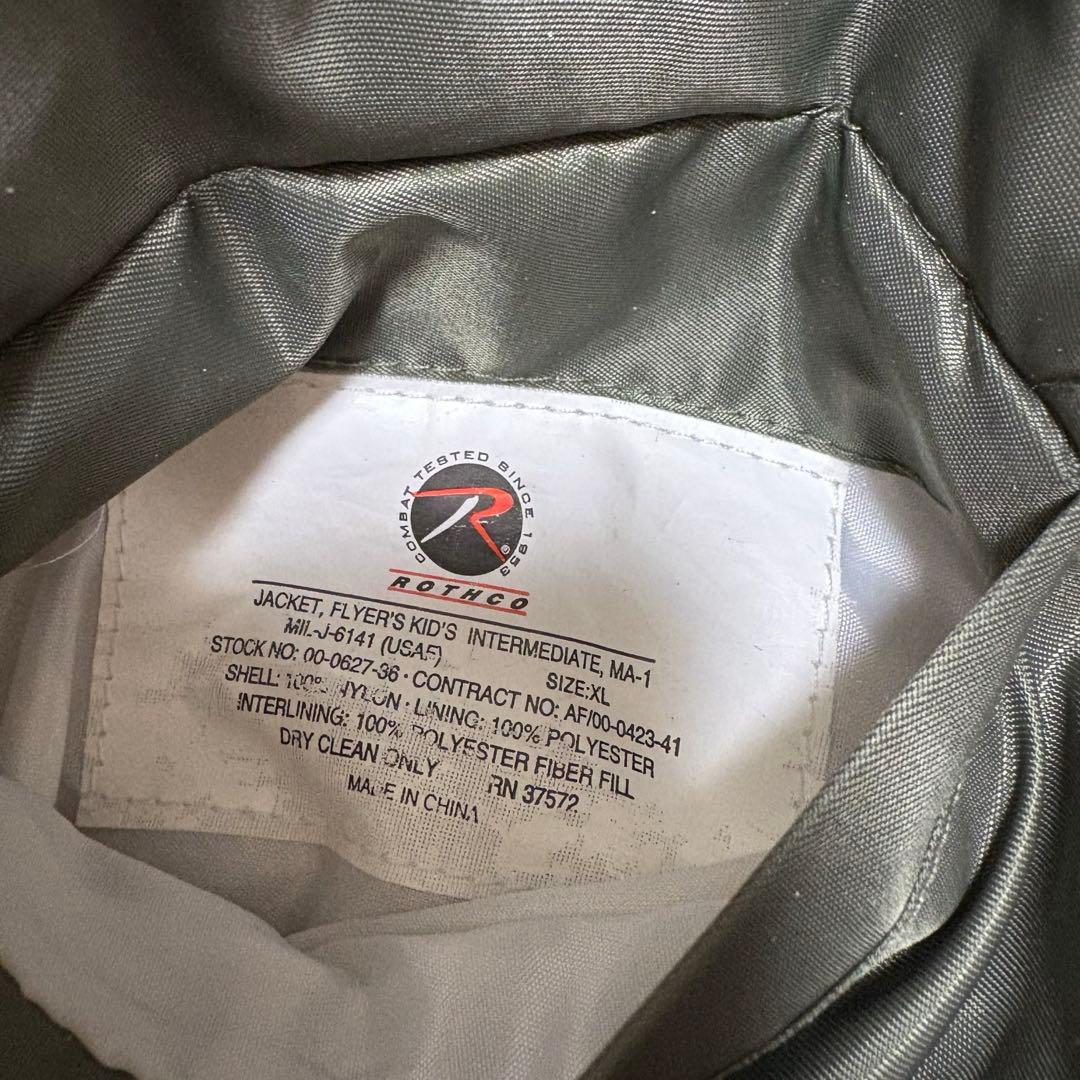 COMBAT TESTED SINCE 1953
R®
ROTHCO
JACKET, FLYER'S KID'S INTERMEDIATE, MA-1
MIL-J-6141 (USAF) SIZE:XL
STOCK NO: 00-0627-36 · CONTRACT NO: AF/00-0423-41
SHELL: 100% NYLON · LINING: 100% POLYESTER
INTERLINING: 100% POLYESTER FIBER FILL
DRY CLEAN ONLY RN 37572
MADE IN CHINA